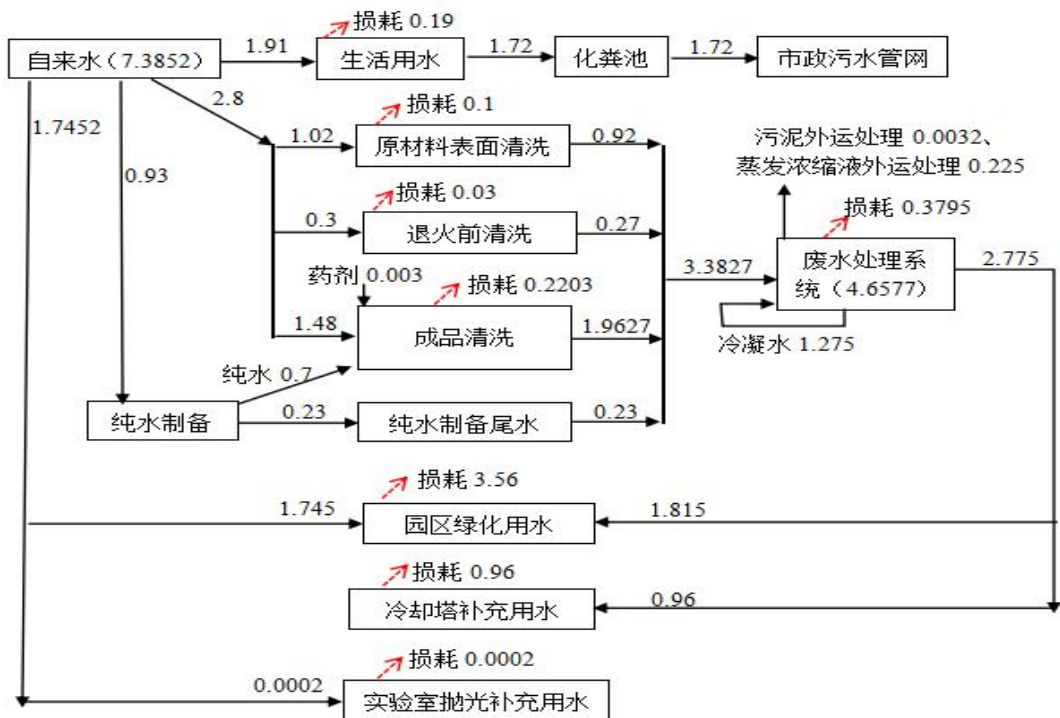 损耗 0.19
自来水（7.3852）
1.91
生活用水
1.72
化粪池
1.72
市政污水管网
2.8
1.7452
0.93
损耗 0.1
1.02
原材料表面清洗
0.92
污泥外运处理 0.0032、
蒸发浓缩液外运处理 0.225
损耗 0.03
0.3
退火前清洗
0.27
损耗 0.3795
3.3827
废水处理系
统（4.6577）
2.775
药剂 0.003
损耗 0.2203
1.48
成品清洗
1.9627
冷凝水 1.275
纯水 0.7
纯水制备
0.23
纯水制备尾水
0.23
损耗 3.56
1.745
园区绿化用水
1.815
损耗 0.96
冷却塔补充用水
0.96
损耗 0.0002
0.0002
实验室抛光补充用水